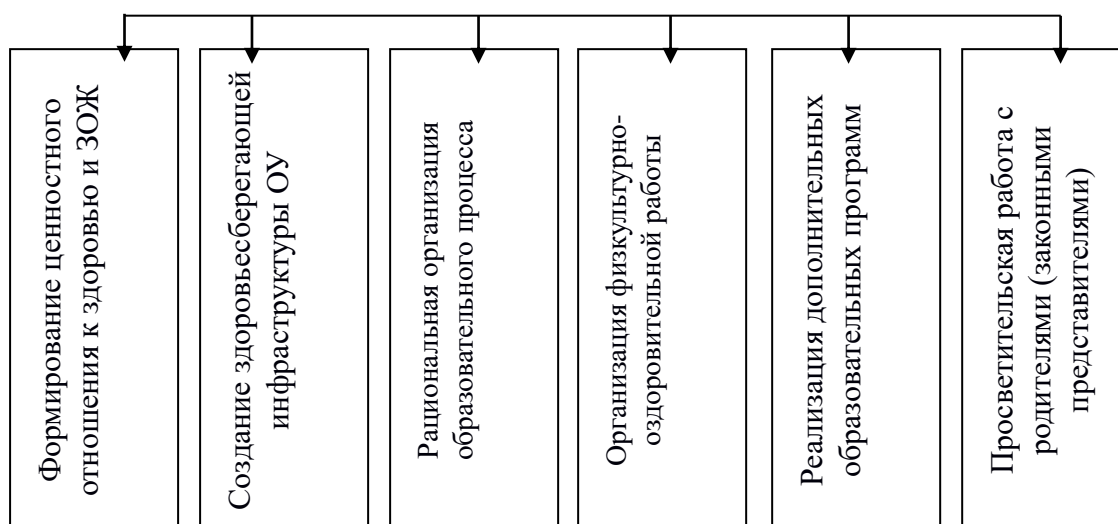 Формирование ценностного
отношения к здоровью и ЗОЖ
Создание здоровьесберегающей
инфраструктуры ОУ
Рациональная организация
образовательного процесса
Организация физкультурно-
оздоровительной работы
Реализация дополнительных
образовательных программ
Просветительская работа с
родителями (законными
представителями)